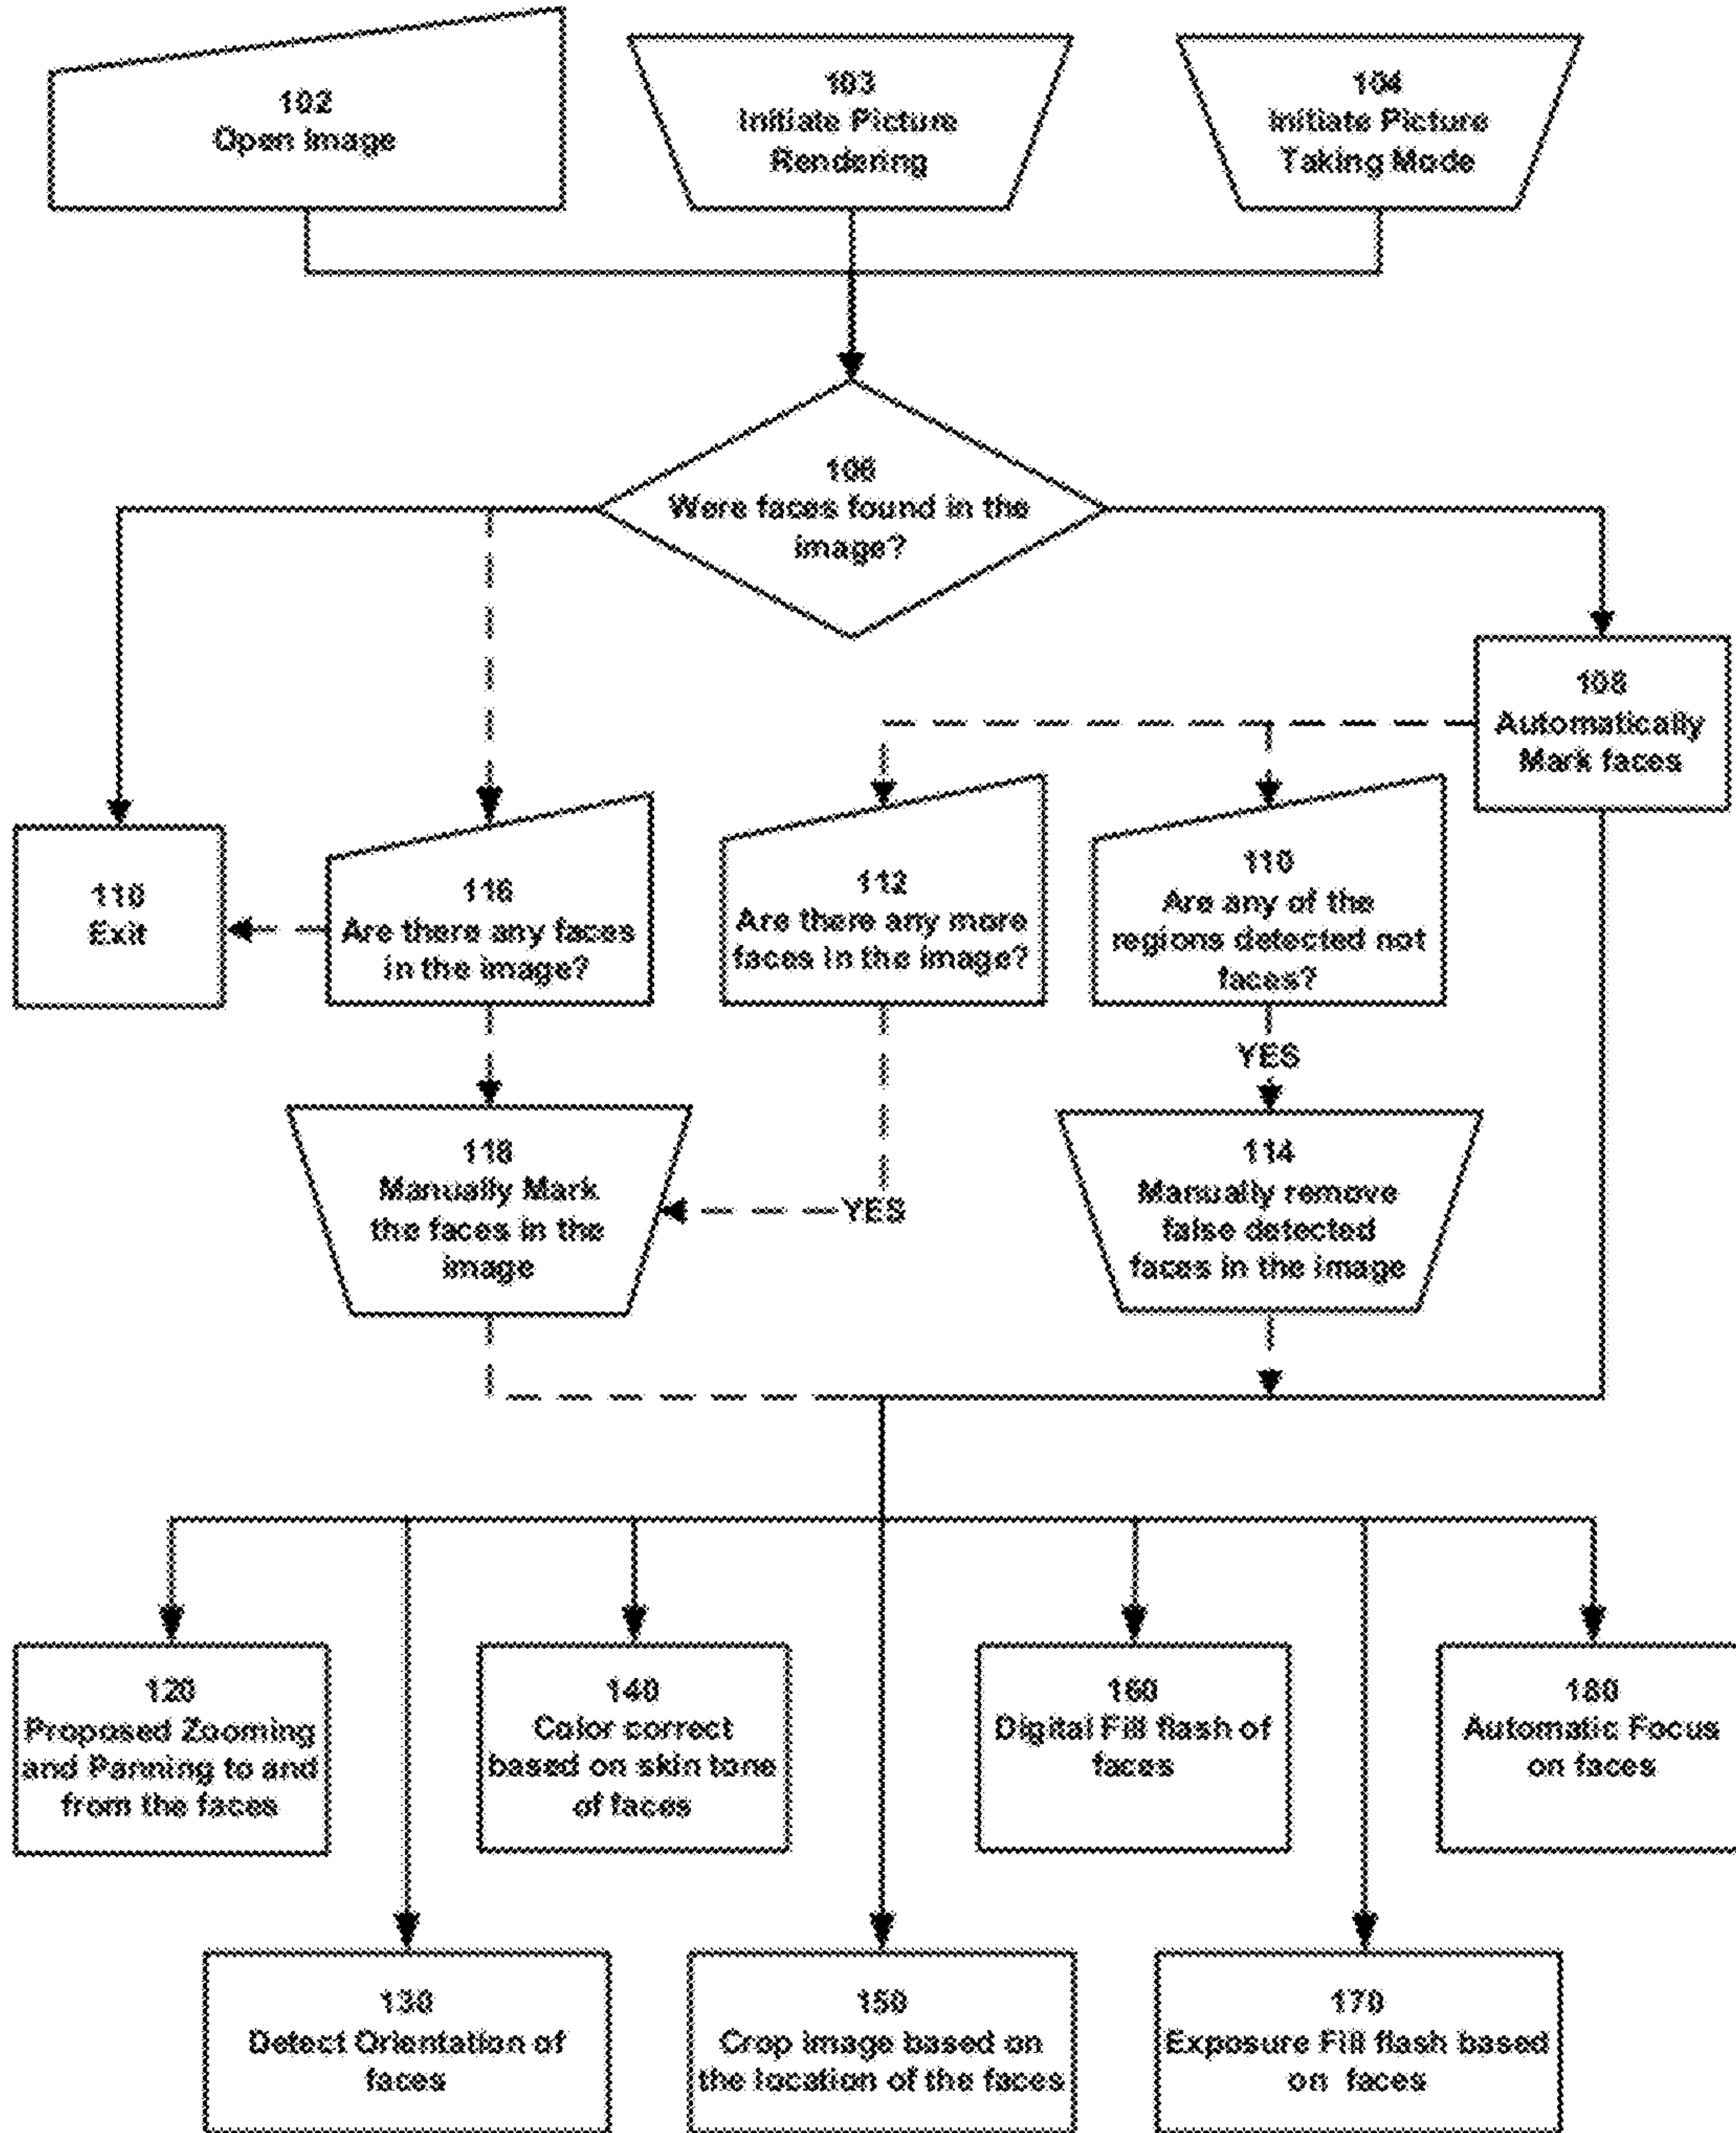 102
Open Image
103
Initiate Picture
Rendering
104
Initiate Picture
Taking Mode
106
Were faces found in the
image?
108
Automatically
Mark faces
110
Exit
116
Are there any faces
in the image?
112
Are there any more
faces in the image?
110
Are any of the
regions detected not
faces?
YES
118
Manually Mark
the faces in the
image
YES
114
Manually remove
false detected
faces in the image
120
Proposed Zooming
and Panning to and
from the faces
140
Color correct
based on skin tone
of faces
160
Digital Fill flash of
faces
180
Automatic Focus
on faces
130
Detect Orientation of
faces
150
Crop image based on
the location of the faces
170
Exposure Fill flash based
on faces